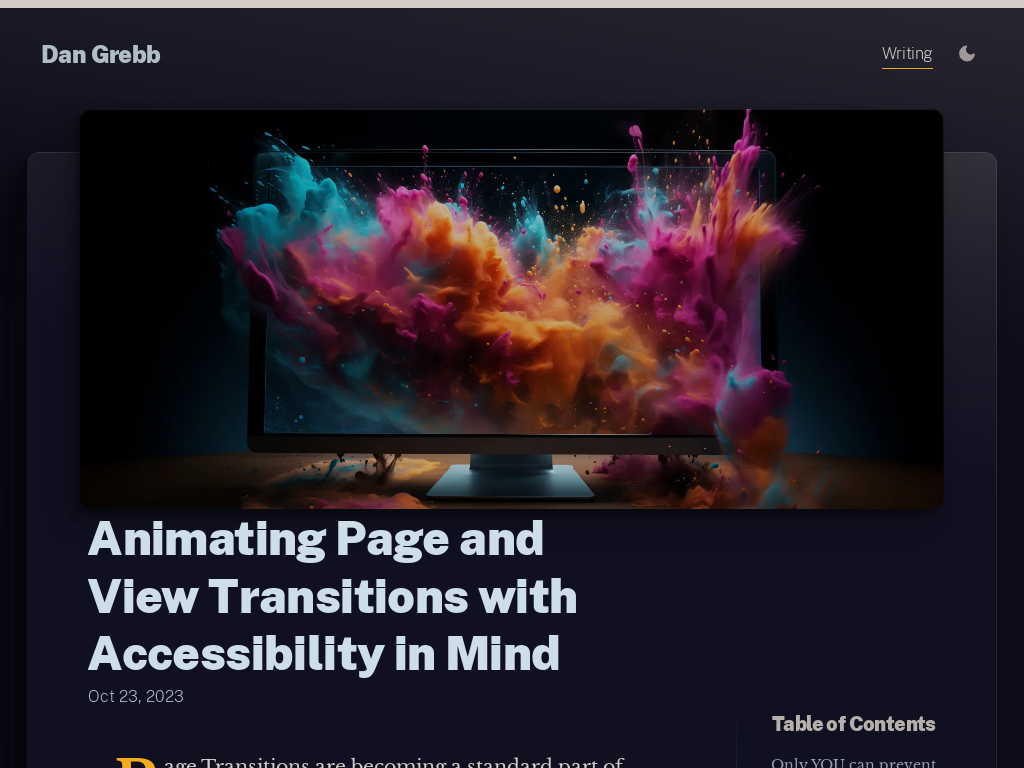 Dan Grebb
Writing
Animating Page and
View Transitions with
Accessibility in Mind
Oct 23, 2023
Table of Contents
age Transitions are becoming a standard part of
Only YOU can prevent